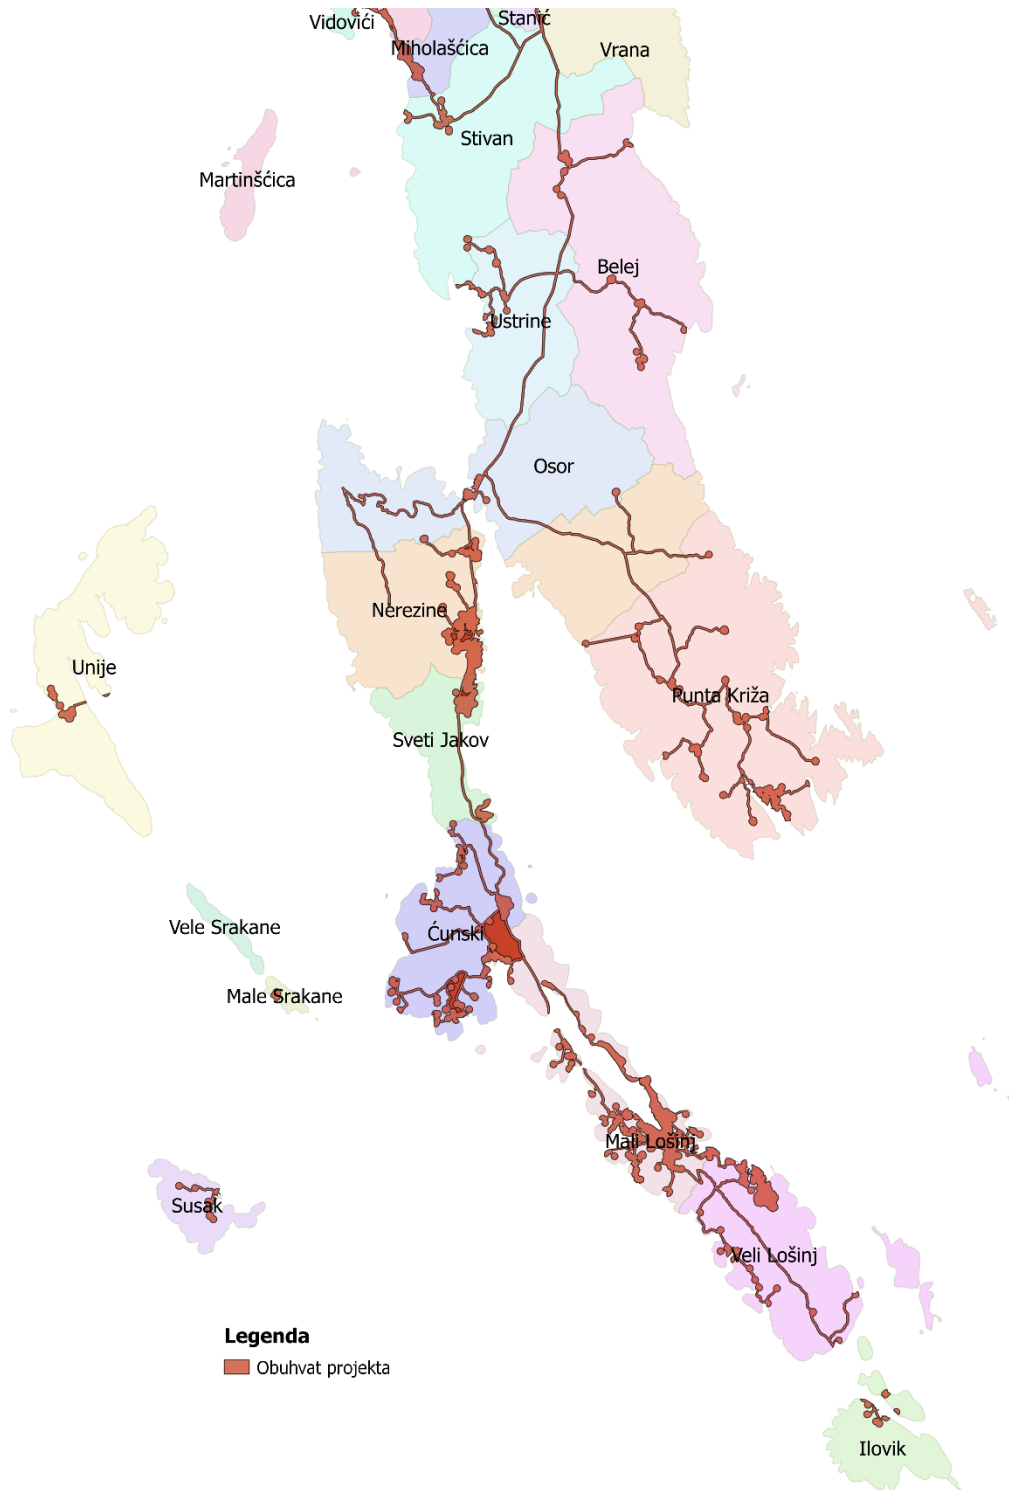 Stanić
Vidovići
Miholašćica
Vrana
Stivan
Martinšćica
Belej
Ustrine
Osor
Nerezine
Unije
Punta Križa
Sveti Jakov
Vele Srakane
Ćunski
Male Srakane
Mali Lošinj
Susak
Veli Lošinj
Legenda
Obuhvat projekta
Ilovik